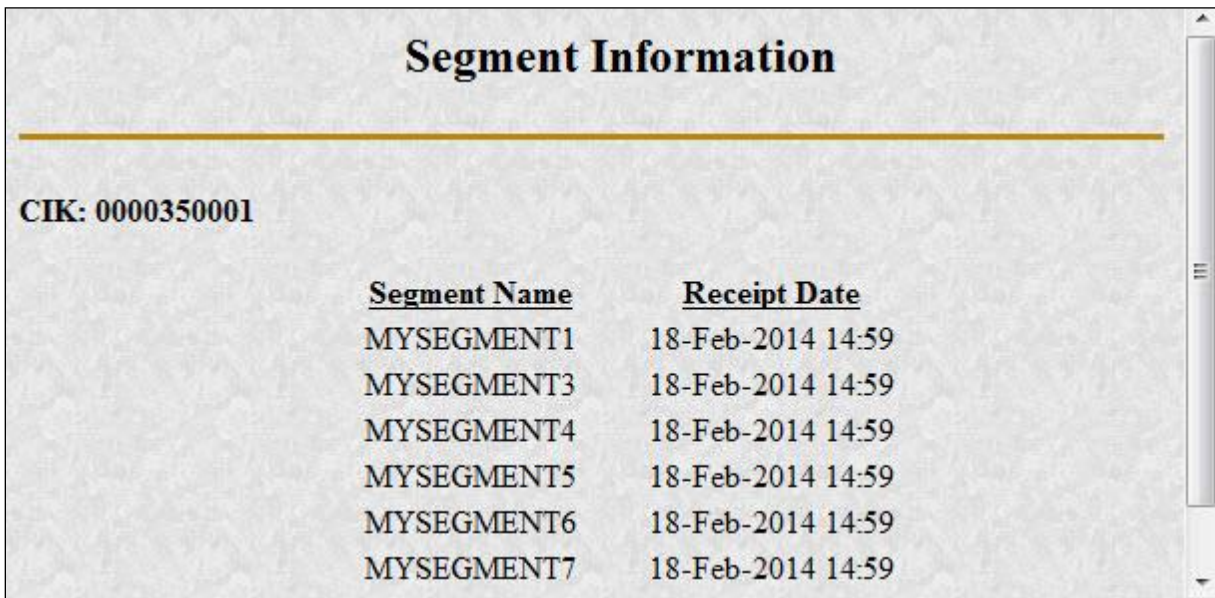 Segment Information
CIK: 0000350001
Segment Name Receipt Date
MYSEGMENT1 18-Feb-2014 14:59
MYSEGMENT3 18-Feb-2014 14:59
MYSEGMENT4 18-Feb-2014 14:59
MYSEGMENT5 18-Feb-2014 14:59
MYSEGMENT6 18-Feb-2014 14:59
MYSEGMENT7 18-Feb-2014 14:59